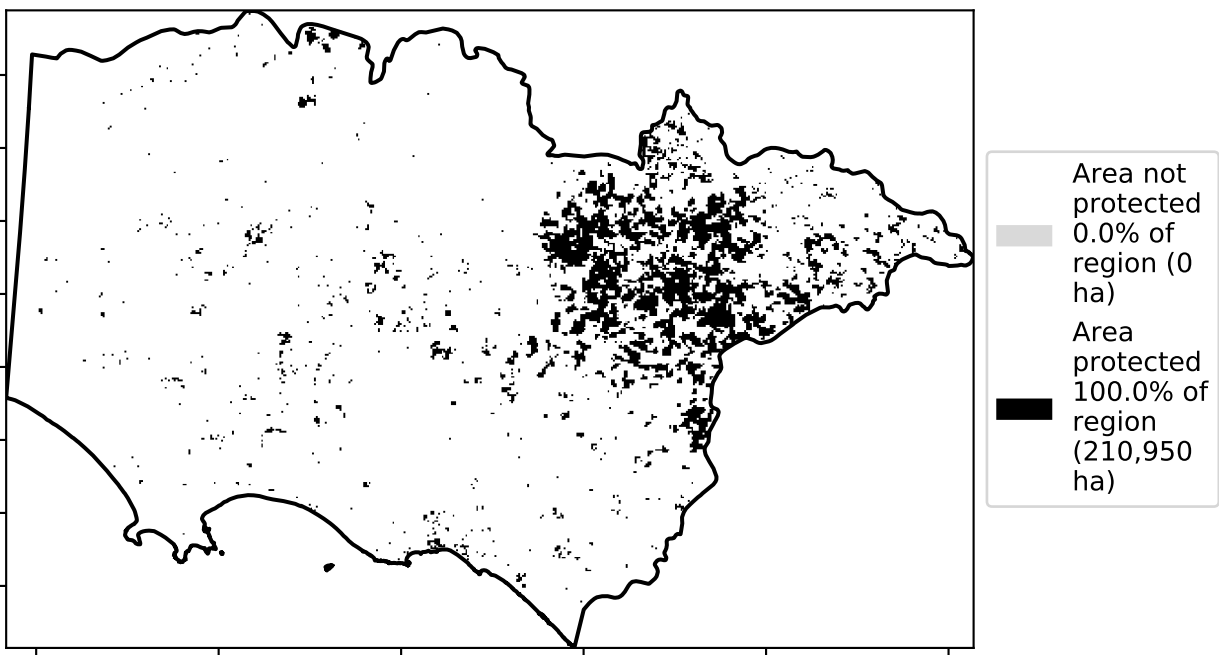 Area not
protected
0.0% of
region (0
ha)
Area
protected
100.0% of
region
(210,950
ha)